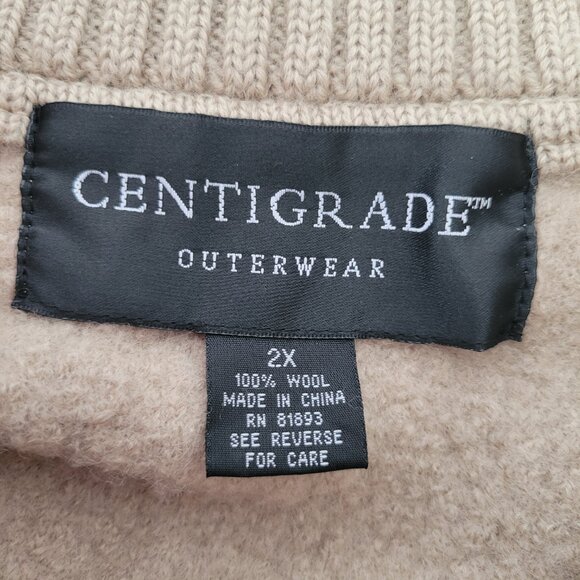 CENTIGRADE™
OUTERWEAR
2X
100% WOOL
MADE IN CHINA
RN 81893
SEE REVERSE
FOR CARE